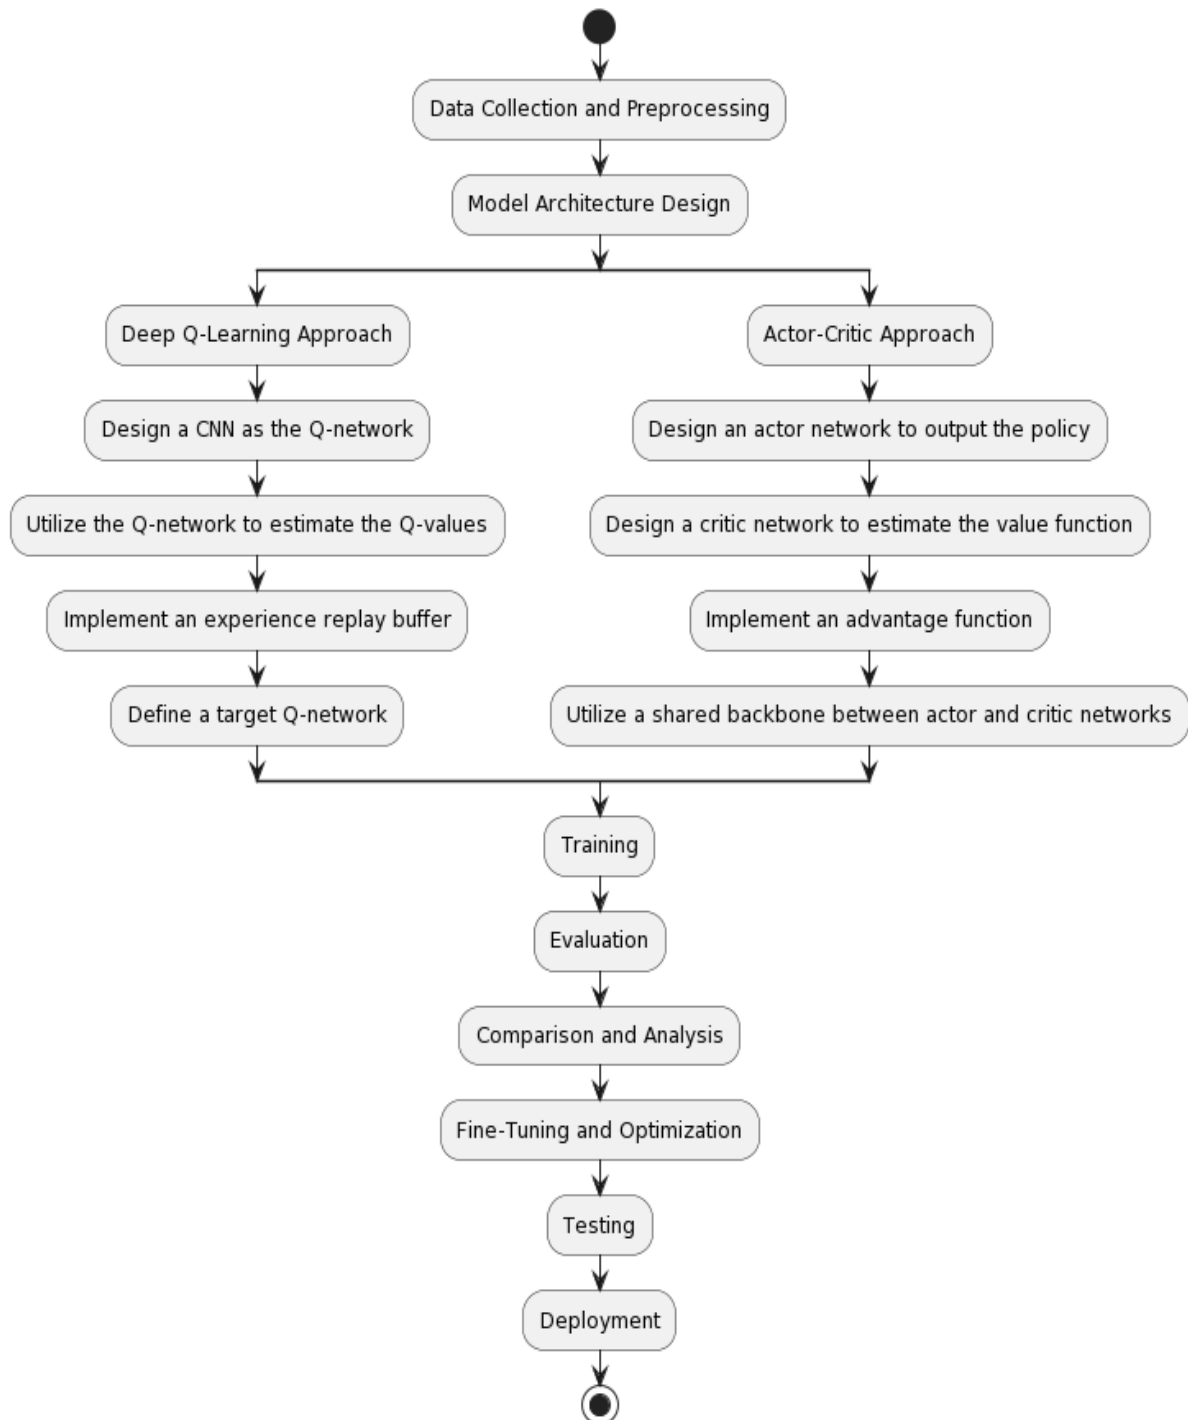 Data Collection and Preprocessing
Model Architecture Design
Deep Q-Learning Approach
Design a CNN as the Q-network
Utilize the Q-network to estimate the Q-values
Implement an experience replay buffer
Define a target Q-network
Actor-Critic Approach
Design an actor network to output the policy
Design a critic network to estimate the value function
Implement an advantage function
Utilize a shared backbone between actor and critic networks
Training
Evaluation
Comparison and Analysis
Fine-Tuning and Optimization
Testing
Deployment